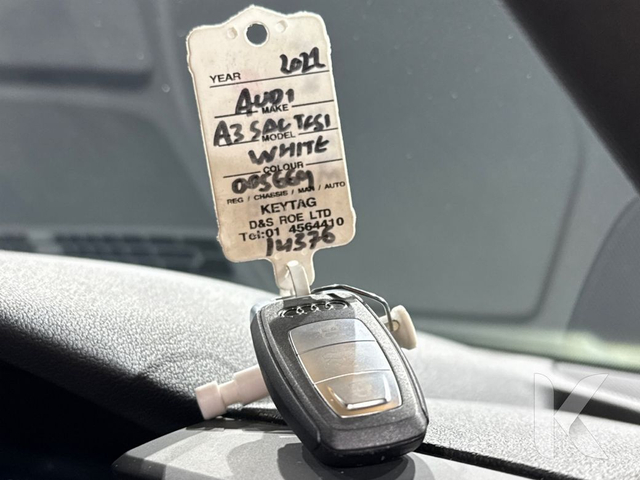 YEAR 2022
AUDI
MAKE
A3 SAL TFSI
MODEL
WHITE
COLOUR
005669
REG / CHASSIS / MAN / AUTO
KEYTAG
D&S ROE LTD
Tel:01 4564410
14376
K